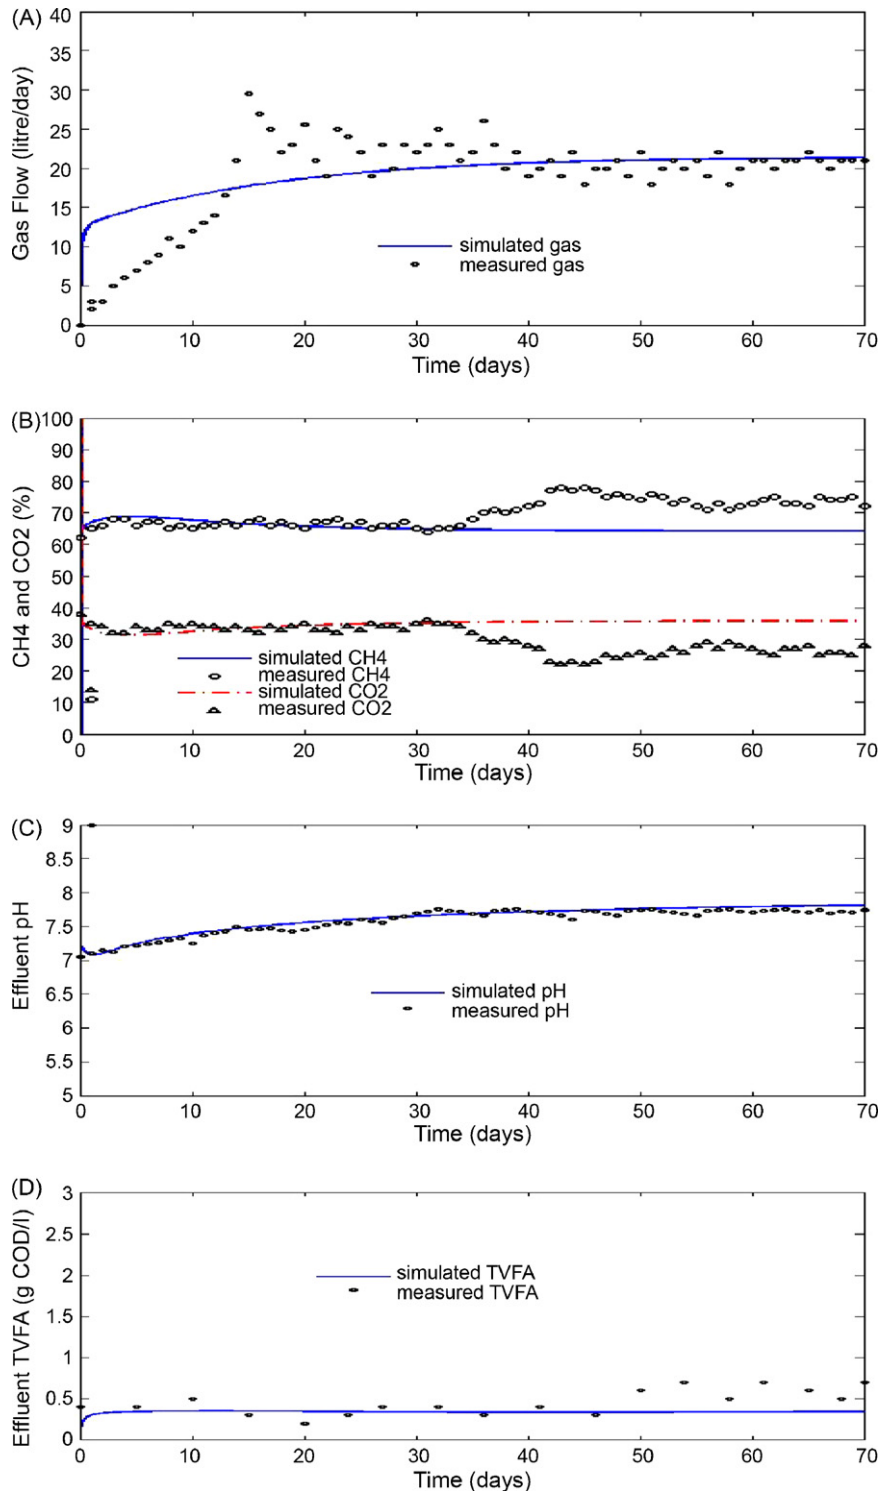 (A)
40
35
30
25
20
15
10
5
0
Gas Flow (litre/day)
simulated gas
measured gas
0 10 20 30 40 50 60 70
Time (days)
(B)
100
90
80
70
60
50
40
30
20
10
0
CH4 and CO2 (%)
simulated CH4
measured CH4
simulated CO2
measured CO2
0 10 20 30 40 50 60 70
Time (days)
(C)
9
8
7.5
7
6.5
6
5.5
5
Effluent pH
simulated pH
measured pH
0 10 20 30 40 50 60 70
Time (days)
(D)
3
2.5
2
1.5
1
0.5
0
Effluent TVFA (g COD/l)
simulated TVFA
measured TVFA
0 10 20 30 40 50 60 70
Time (days)